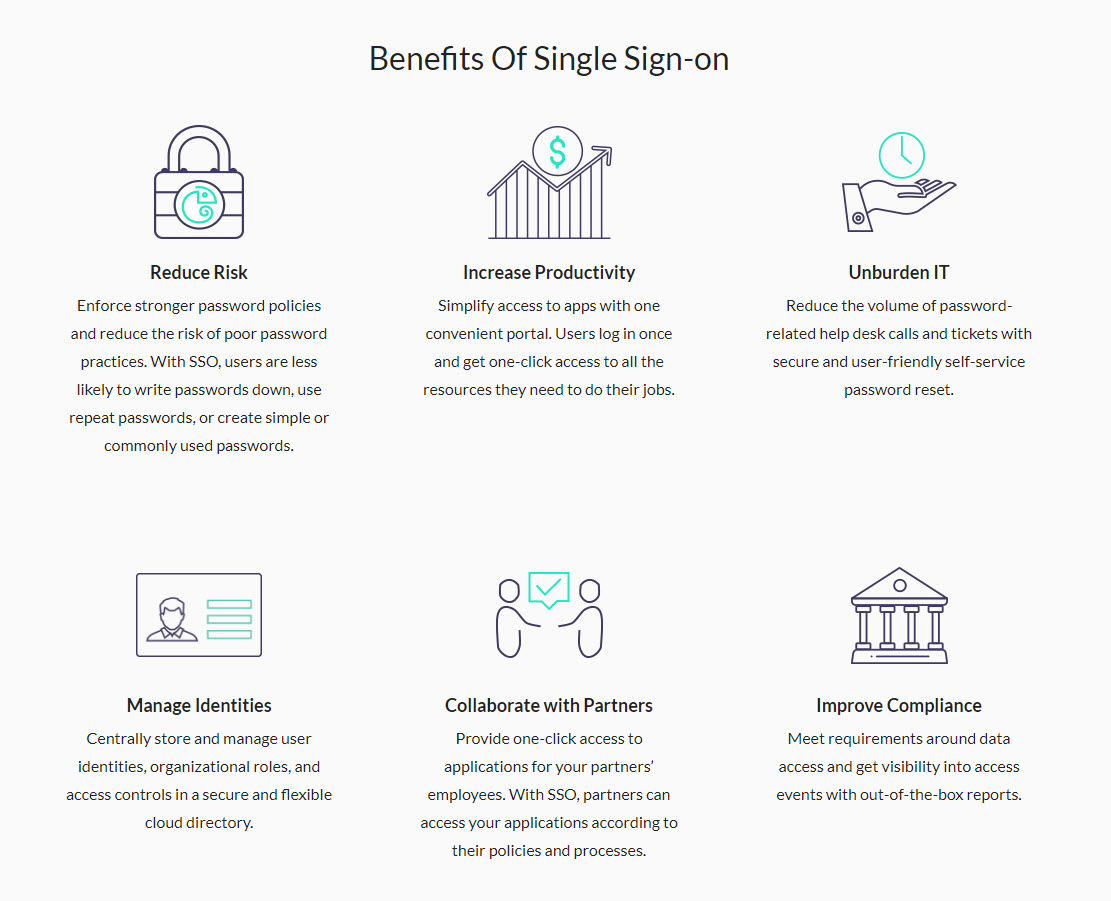 Benefits Of Single Sign-on
Reduce Risk
Enforce stronger password policies
and reduce the risk of poor password
practices. With SSO, users are less
likely to write passwords down, use
repeat passwords, or create simple or
commonly used passwords.
Increase Productivity
Simplify access to apps with one
convenient portal. Users log in once
and get one-click access to all the
resources they need to do their jobs.
Unburden IT
Reduce the volume of password-
related help desk calls and tickets with
secure and user-friendly self-service
password reset.
Manage Identities
Centrally store and manage user
identities, organizational roles, and
access controls in a secure and flexible
cloud directory.
Collaborate with Partners
Provide one-click access to
applications for your partners’
employees. With SSO, partners can
access your applications according to
their policies and processes.
Improve Compliance
Meet requirements around data
access and get visibility into access
events with out-of-the-box reports.